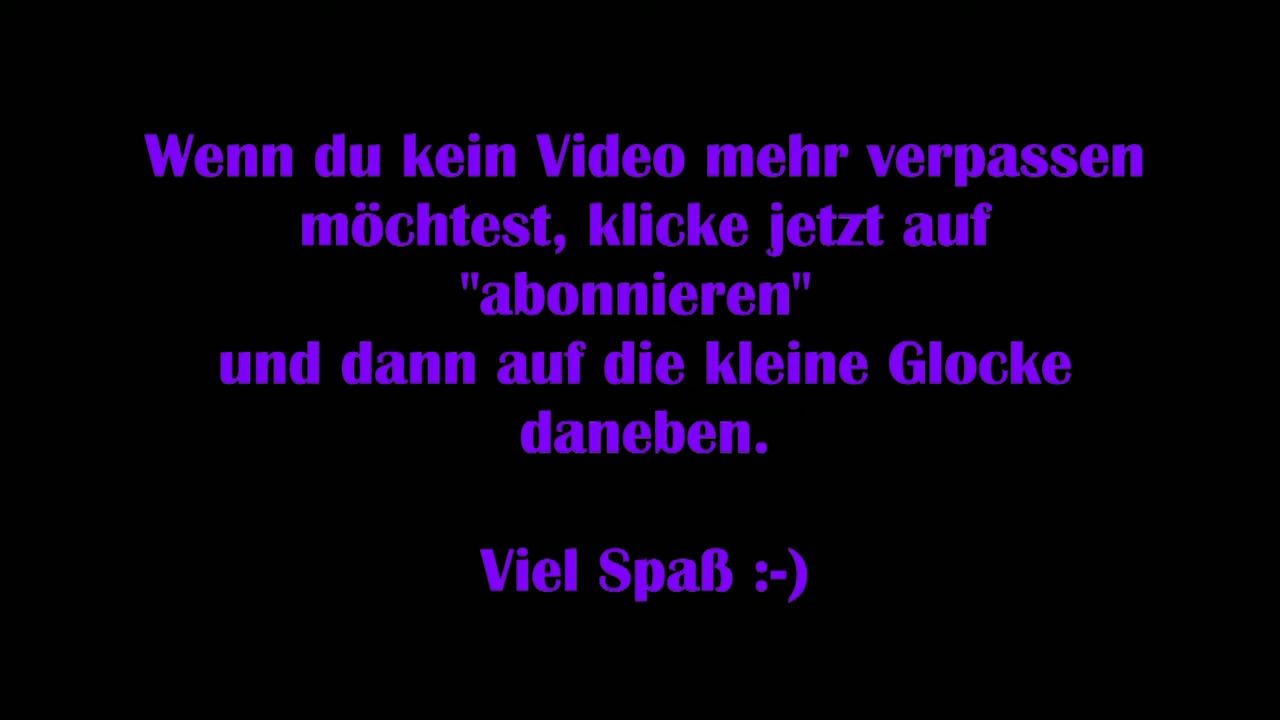 Wenn du kein Video mehr verpassen
möchtest, klicke jetzt auf
"abonnieren"
und dann auf die kleine Glocke
daneben.
Viel Spaß :-)